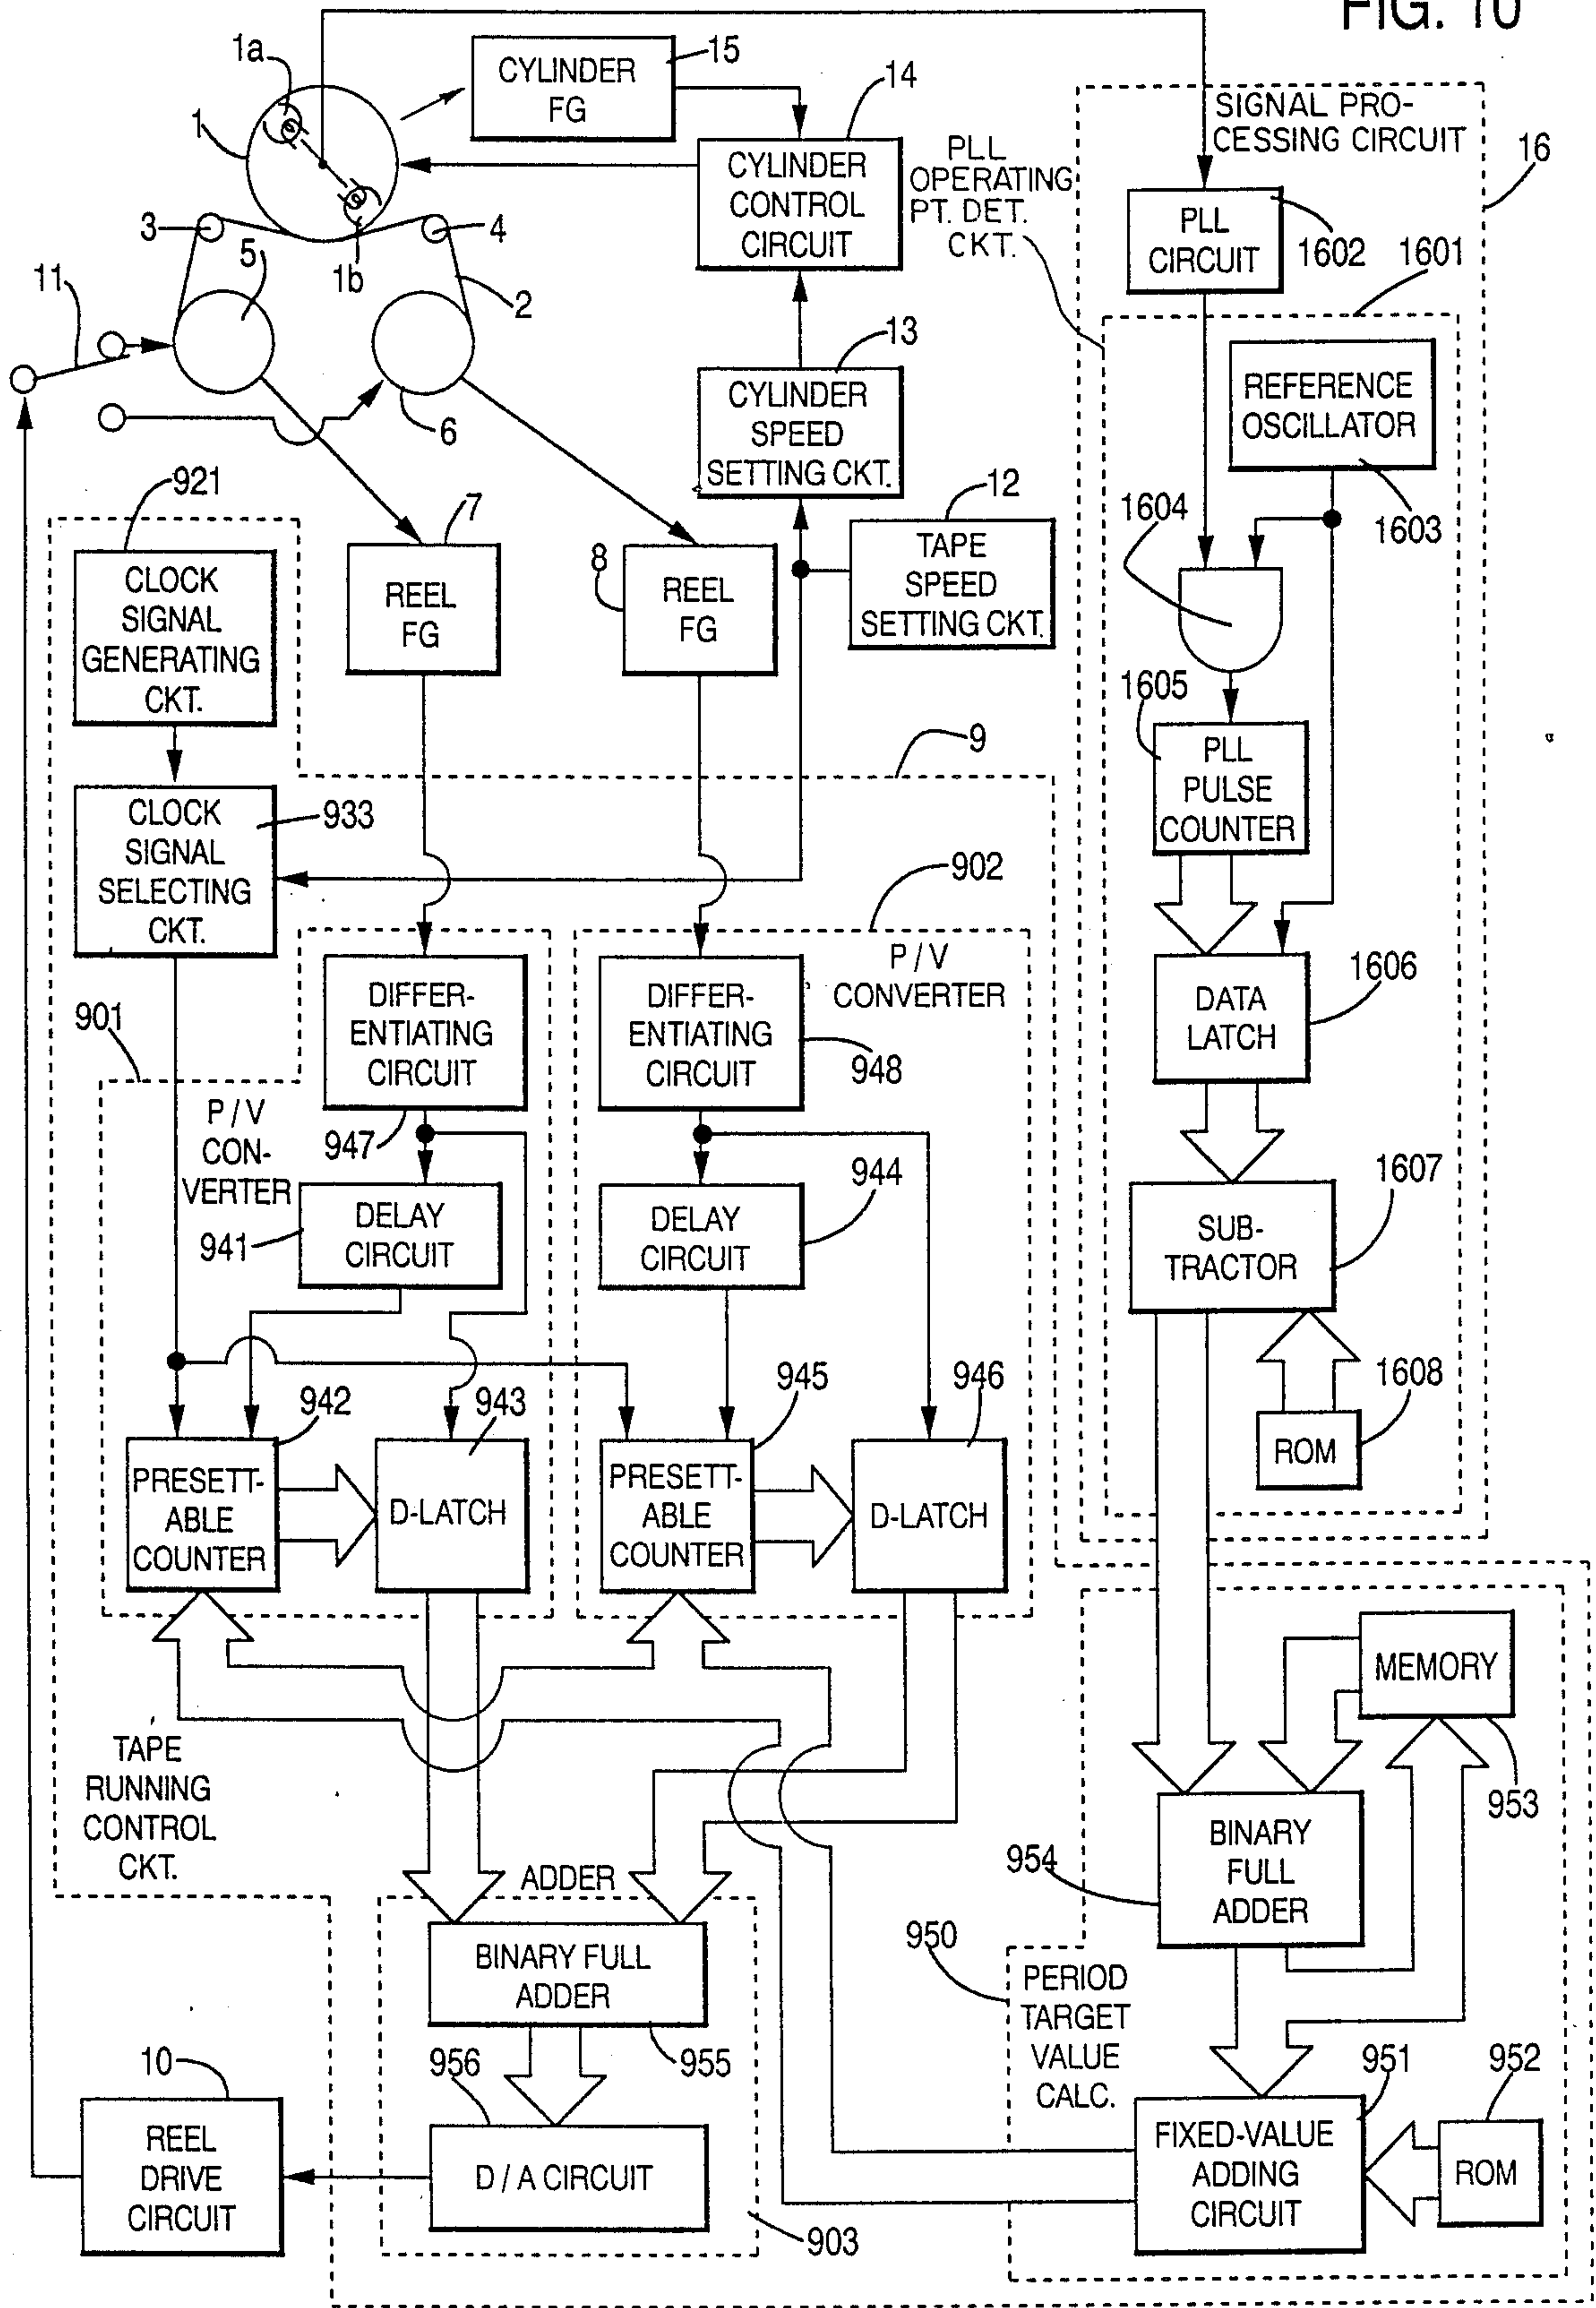 FIG. 10
1a
CYLINDER
FG
15
14
1
SIGNAL PRO-
CESSING CIRCUIT
16
CYLINDER
CONTROL
CIRCUIT
PLL
OPERATING
PT. DET.
CKT.
PLL
CIRCUIT
1602
1601
3
4
5
1b
2
11
13
6
CYLINDER
SPEED
SETTING CKT.
REFERENCE
OSCILLATOR
1603
1604
921
7
8
12
CLOCK
SIGNAL
GENERATING
CKT.
REEL
FG
REEL
FG
TAPE
SPEED
SETTING CKT.
1605
PLL
PULSE
COUNTER
9
CLOCK
SIGNAL
SELECTING
CKT.
933
902
901
DIFFER-
ENTIATING
CIRCUIT
947
DIFFER-
ENTIATING
CIRCUIT
948
P / V
CONVERTER
DATA
LATCH
1606
P / V
CON-
VERTER
DELAY
CIRCUIT
941
DELAY
CIRCUIT
944
SUB-
TRACTOR
1607
942
943
945
946
1608
ROM
PRESETT-
ABLE
COUNTER
D-LATCH
PRESETT-
ABLE
COUNTER
D-LATCH
MEMORY
953
TAPE
RUNNING
CONTROL
CKT.
BINARY
FULL
ADDER
954
ADDER
BINARY FULL
ADDER
955
950
PERIOD
TARGET
VALUE
CALC.
10
956
951
952
REEL
DRIVE
CIRCUIT
D / A CIRCUIT
903
FIXED-VALUE
ADDING
CIRCUIT
ROM